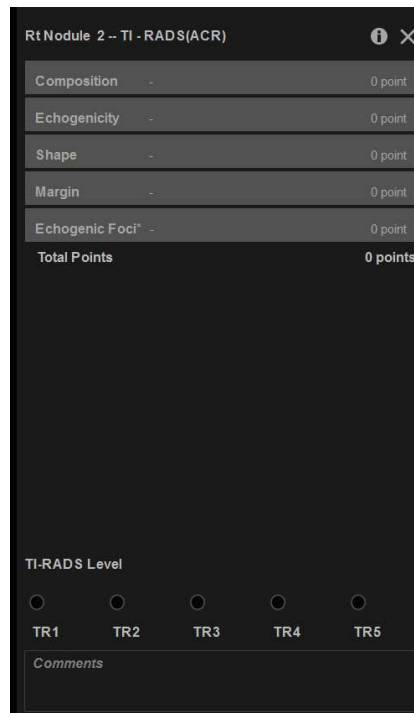 Rt Nodule 2 -- TI - RADS(ACR)
Composition - 0 point
Echogenicity - 0 point
Shape - 0 point
Margin - 0 point
Echogenic Foci* - 0 point
Total Points 0 points
TI-RADS Level
TR1 TR2 TR3 TR4 TR5
Comments